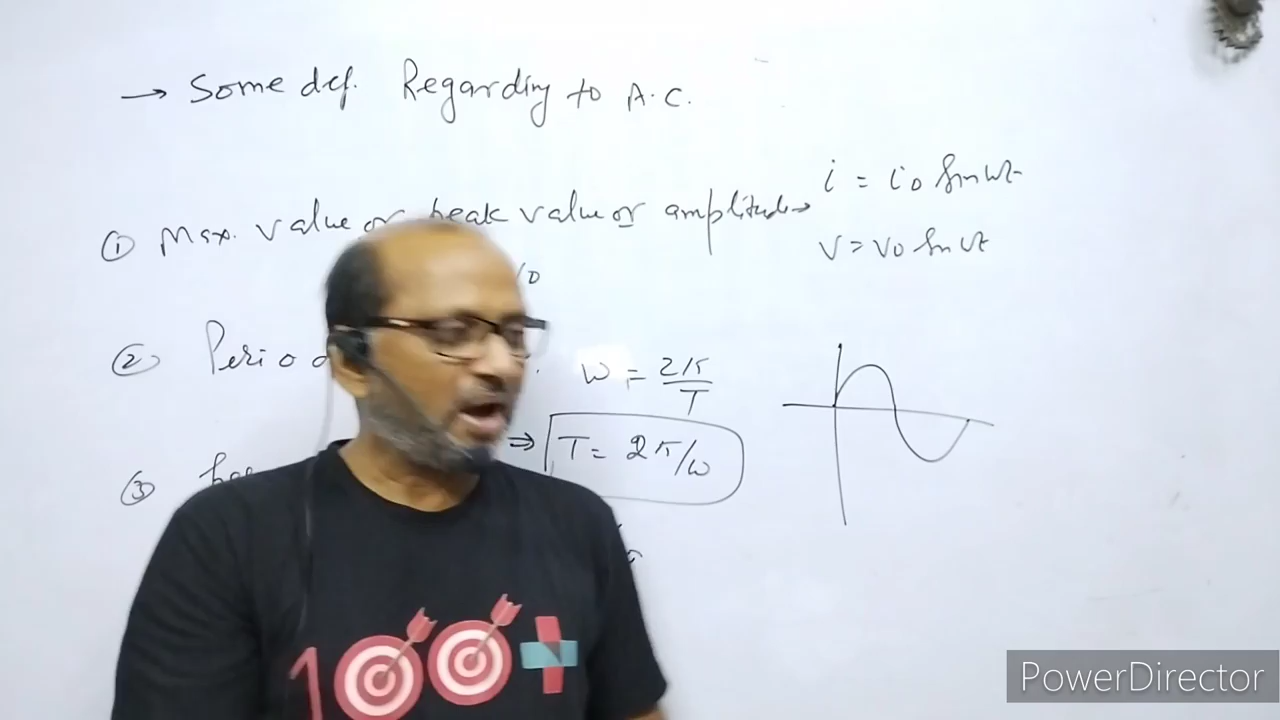 → Some def. Regarding to A.C.
① Max. value or peak value or amplitude→
i = i₀ sin ωt
v = v₀ sin ωt
②
ω = 2π/T
⇒ T = 2π/ω
③
100+
PowerDirector